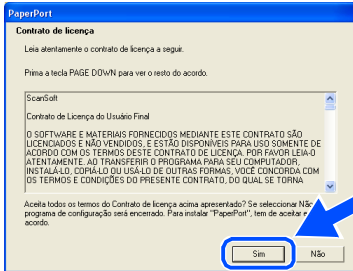 PaperPort
Contrato de licença
Leia atentamente o contrato de licença a seguir.
Prima a tecla PAGE DOWN para ver o resto do acordo.
ScanSoft
Contrato de Licença do Usuário Final
O SOFTWARE E MATERIAIS FORNECIDOS MEDIANTE ESTE CONTRATO SÃO
LICENCIADOS E NÃO VENDIDOS, E ESTÃO DISPONÍVEIS PARA USO SOMENTE DE
ACORDO COM OS TERMOS DESTE CONTRATO DE LICENÇA. POR FAVOR LEIA-O
ATENTAMENTE. AO TRANSFERIR O PROGRAMA PARA SEU COMPUTADOR,
INSTALÁ-LO, COPIÁ-LO OU USÁ-LO DE OUTRAS FORMAS, VOCÊ CONCORDA COM
OS TERMOS E CONDIÇÕES DO PRESENTE CONTRATO, DO QUAL SE TORNA
Aceita todos os termos do Contrato de licença acima apresentado? Se seleccionar Não
programa de configuração será encerrado. Para instalar "PaperPort", tem de aceitar e
acordo.
Sim
Não